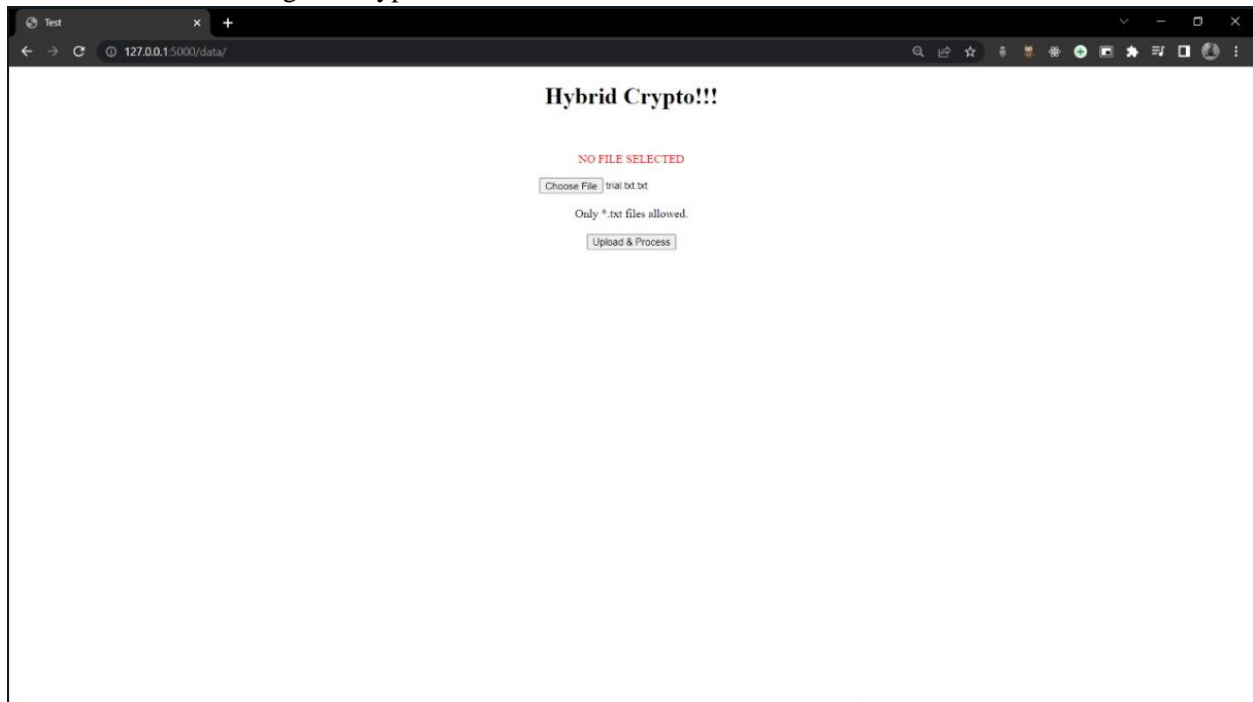 Test
127.0.0.1:5000/data/
Hybrid Crypto!!!
NO FILE SELECTED
Choose File trial.txt.txt
Only *.txt files allowed.
Upload & Process